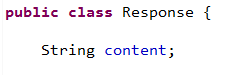 public class Response {
String content;